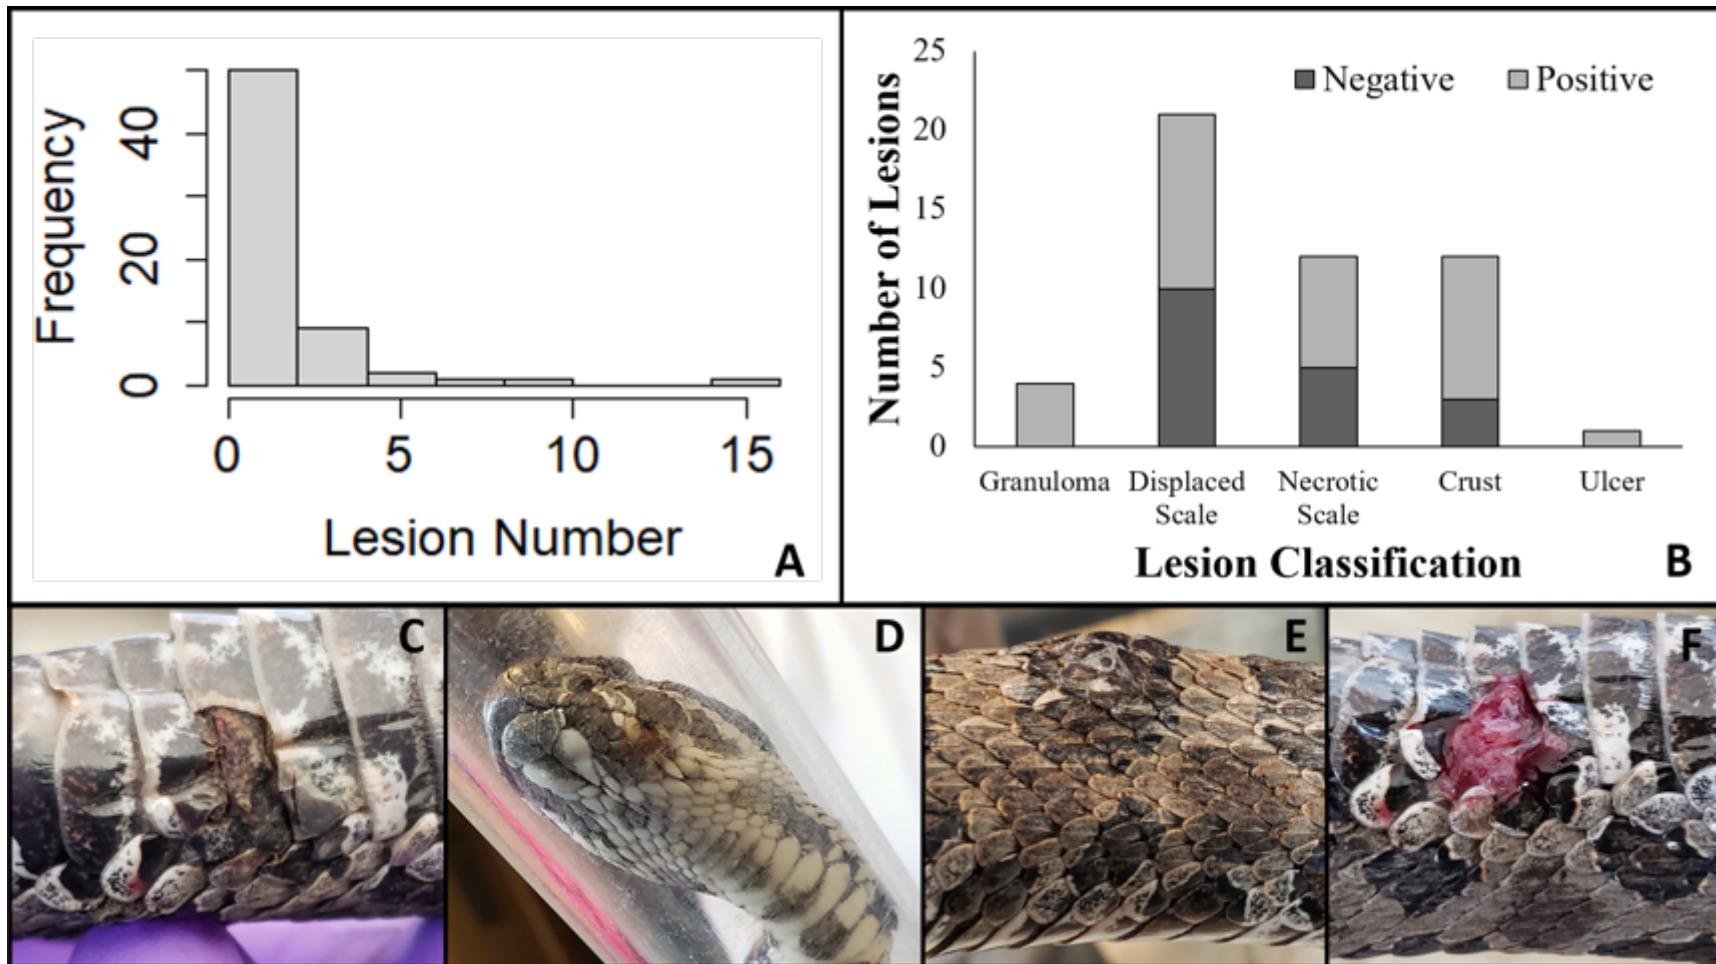 Frequency
40
20
0
0 5 10 15
Lesion Number
A
Number of Lesions
25
20
15
10
5
0
Negative Positive
Granuloma Displaced Scale Necrotic Scale Crust Ulcer
Lesion Classification
B
C
D
E
F